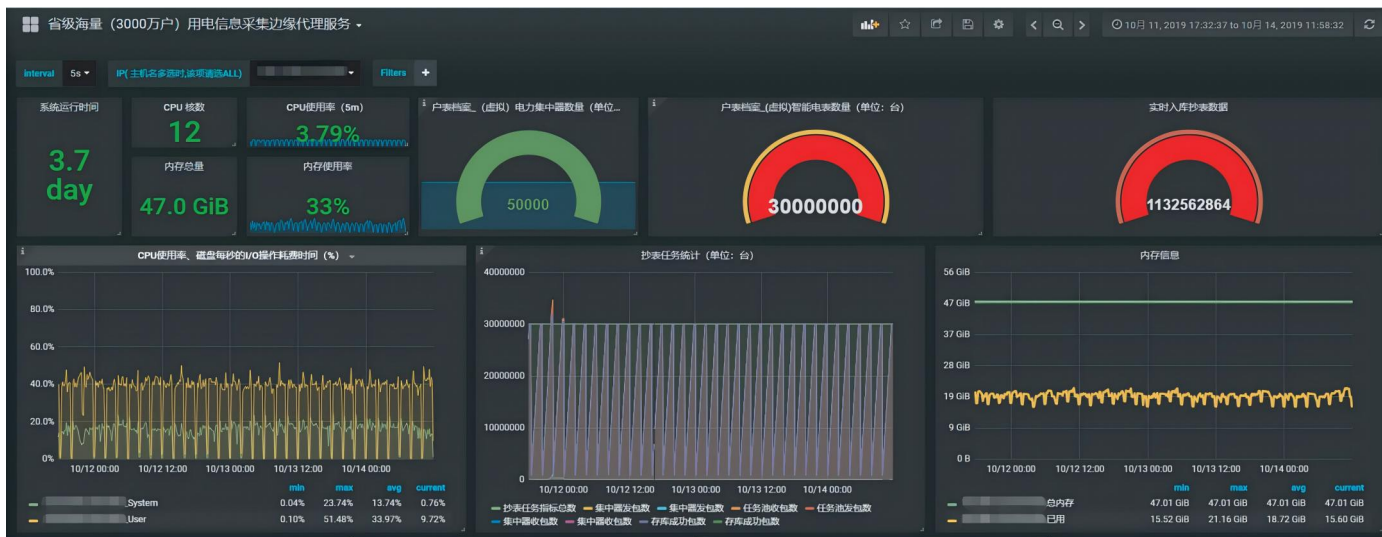 省级海量（3000万户）用电信息采集边缘代理服务
10月 11, 2019 17:32:37 to 10月 14, 2019 11:58:32
interval 5s IP(主机名多选时,该项请选ALL) Filters +
系统运行时间
3.7
day
CPU 核数
12
CPU使用率（5m）
3.79%
内存总量
47.0 GiB
内存使用率
33%
户表档案_（虚拟）电力集中器数量（单位...
50000
户表档案_(虚拟)智能电表数量（单位：台）
30000000
实时入库抄表数据
1132562864
CPU使用率、磁盘每秒的I/O操作耗费时间（%）
100.0%
80.0%
60.0%
40.0%
20.0%
0%
10/12 00:00 10/12 12:00 10/13 00:00 10/13 12:00 10/14 00:00
min max avg current
_System 0.04% 23.74% 13.74% 0.76%
_User 0.10% 51.48% 33.97% 9.72%
抄表任务统计（单位：台）
40000000
30000000
20000000
10000000
0
10/12 00:00 10/12 12:00 10/13 00:00 10/13 12:00 10/14 00:00
抄表任务指标总数 集中器发包数 集中器发包数 任务池收包数 任务池发包数
集中器收包数 集中器收包数 存库成功包数 存库成功包数
内存信息
56 GiB
47 GiB
37 GiB
28 GiB
19 GiB
9 GiB
0 B
10/12 00:00 10/12 12:00 10/13 00:00 10/13 12:00 10/14 00:00
min max avg current
总内存 47.01 GiB 47.01 GiB 47.01 GiB 47.01 GiB
已用 15.52 GiB 21.16 GiB 18.72 GiB 15.60 GiB